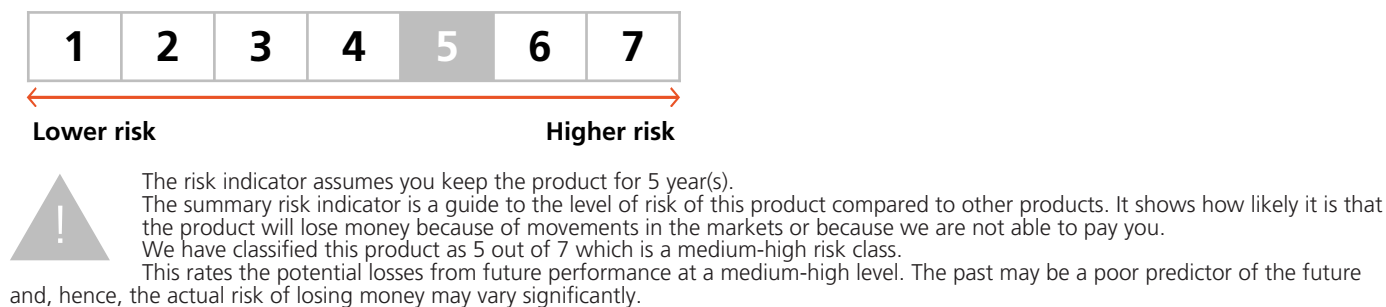 1 2 3 4 5 6 7
Lower risk Higher risk
!
The risk indicator assumes you keep the product for 5 year(s).
The summary risk indicator is a guide to the level of risk of this product compared to other products. It shows how likely it is that
the product will lose money because of movements in the markets or because we are not able to pay you.
We have classified this product as 5 out of 7 which is a medium-high risk class.
This rates the potential losses from future performance at a medium-high level. The past may be a poor predictor of the future
and, hence, the actual risk of losing money may vary significantly.